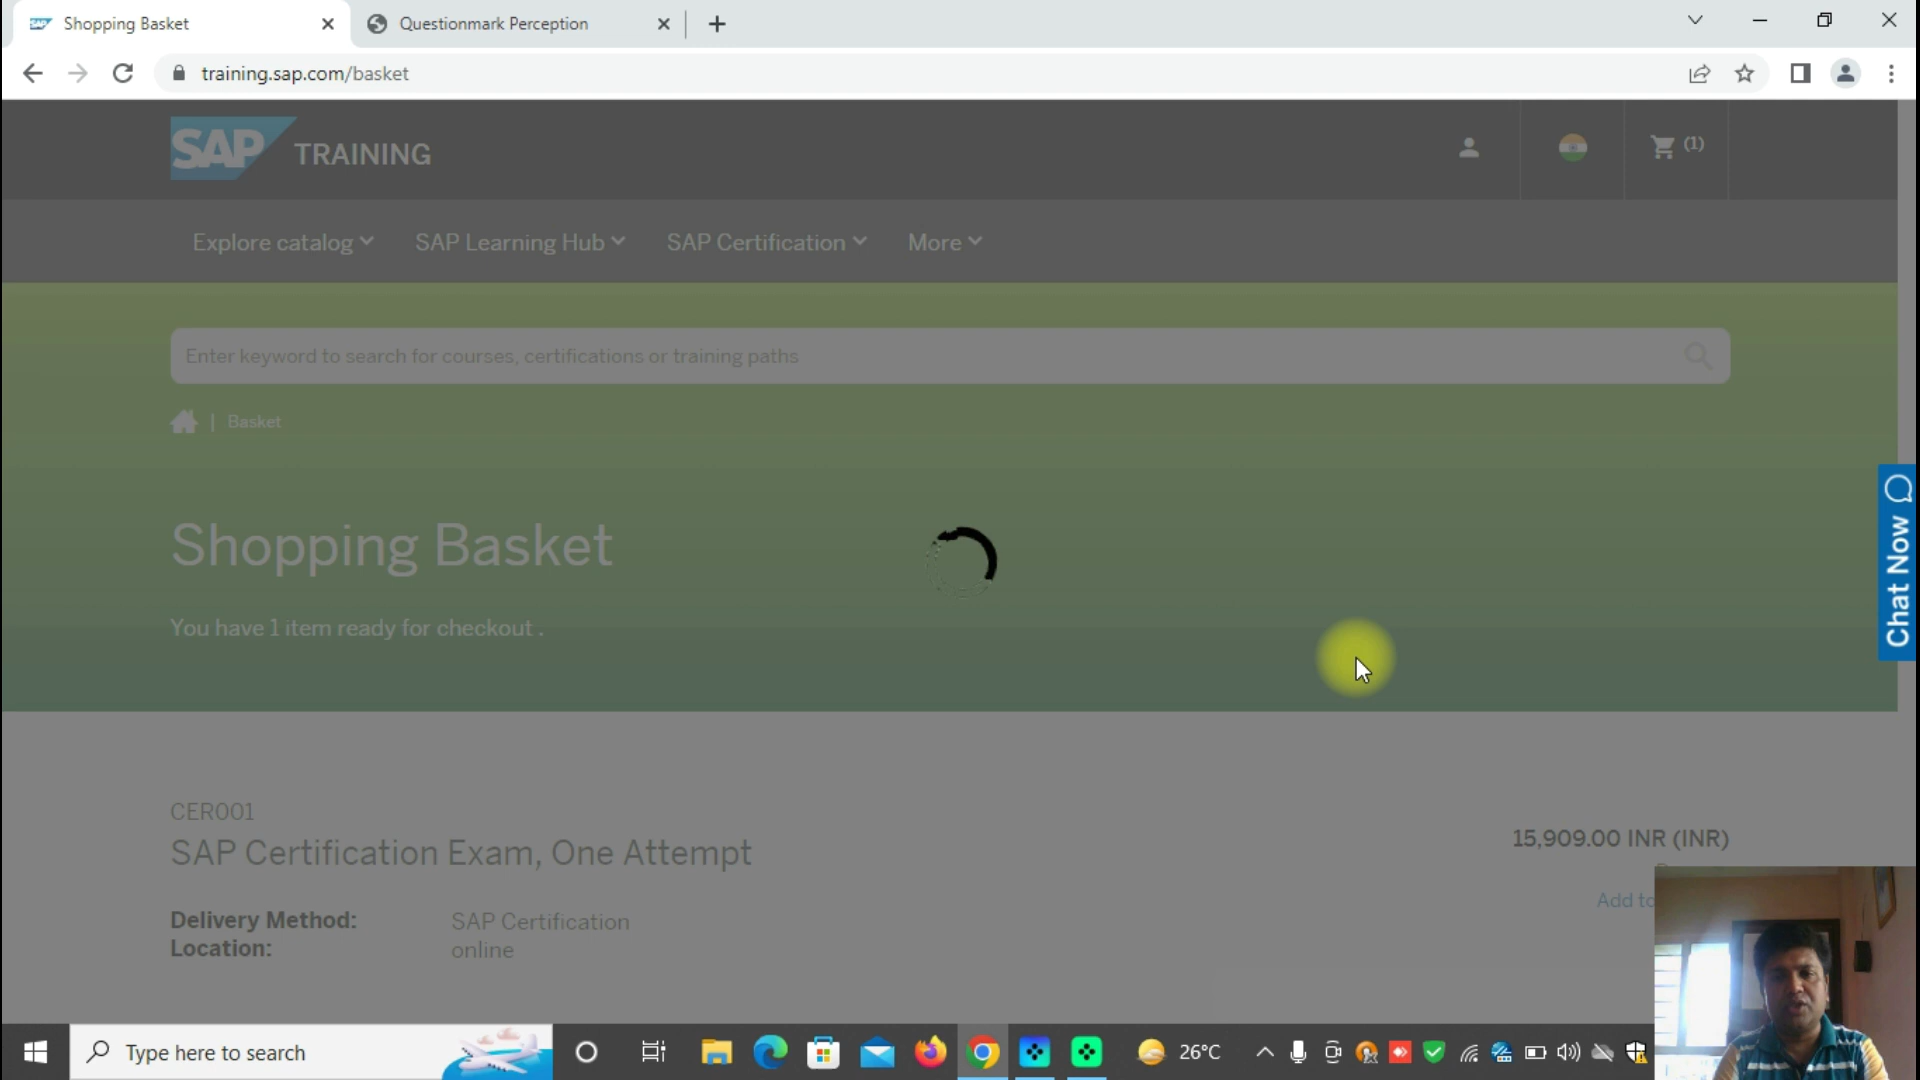 Shopping Basket
Questionmark Perception
training.sap.com/basket
SAP TRAINING
(1)
Explore catalog
SAP Learning Hub
SAP Certification
More
Enter keyword to search for courses, certifications or training paths
| Basket
Shopping Basket
You have 1 item ready for checkout .
Chat Now
CER001
SAP Certification Exam, One Attempt
15,909.00 INR (INR)
Add to
Delivery Method: SAP Certification
Location: online
Type here to search
26°C